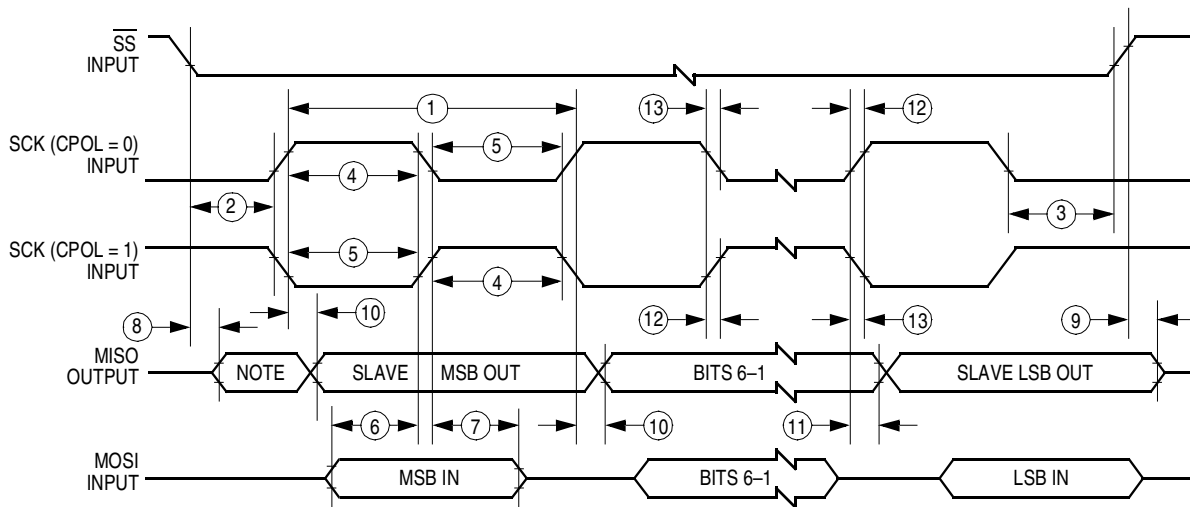 SS
INPUT
1
13
12
SCK (CPOL = 0)
INPUT
5
4
2
3
SCK (CPOL = 1)
INPUT
5
4
8
10
12
13
9
MISO
OUTPUT
NOTE
SLAVE MSB OUT
BITS 6–1
SLAVE LSB OUT
6
7
10
11
MOSI
INPUT
MSB IN
BITS 6–1
LSB IN